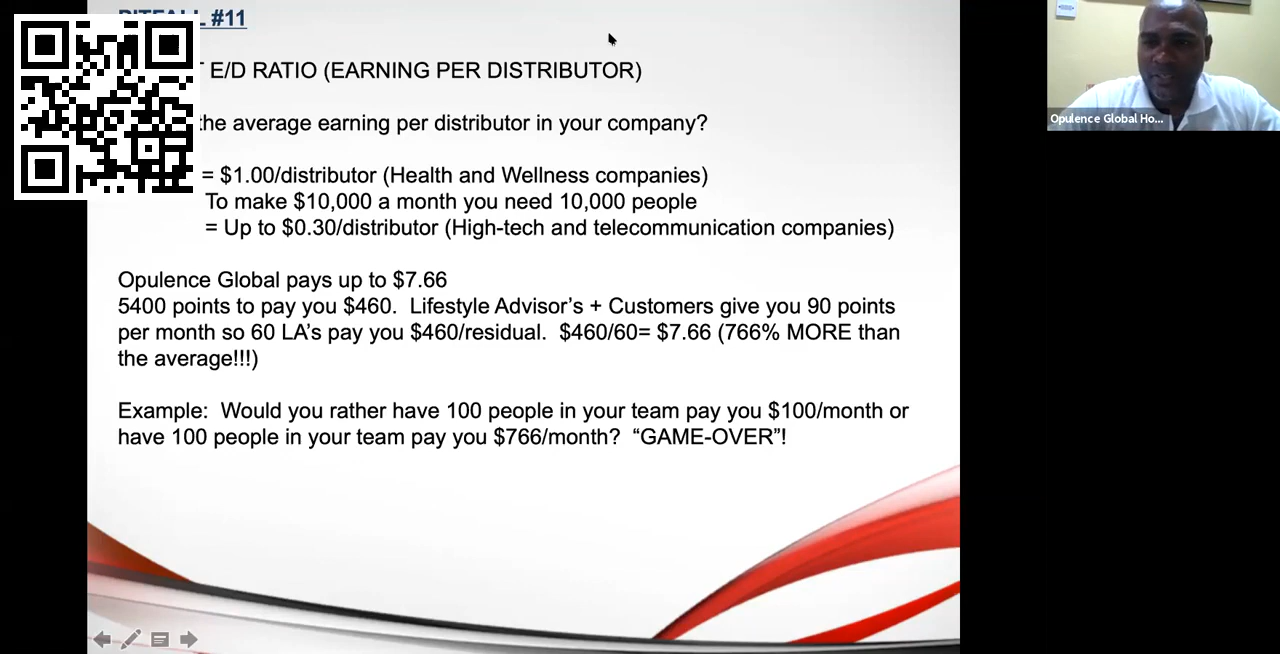 PITFALL #11
E/D RATIO (EARNING PER DISTRIBUTOR)
the average earning per distributor in your company?
= $1.00/distributor (Health and Wellness companies)
To make $10,000 a month you need 10,000 people
= Up to $0.30/distributor (High-tech and telecommunication companies)
Opulence Global pays up to $7.66
5400 points to pay you $460. Lifestyle Advisor’s + Customers give you 90 points
per month so 60 LA’s pay you $460/residual. $460/60= $7.66 (766% MORE than
the average!!!)
Example: Would you rather have 100 people in your team pay you $100/month or
have 100 people in your team pay you $766/month? “GAME-OVER”!
Opulence Global Ho...